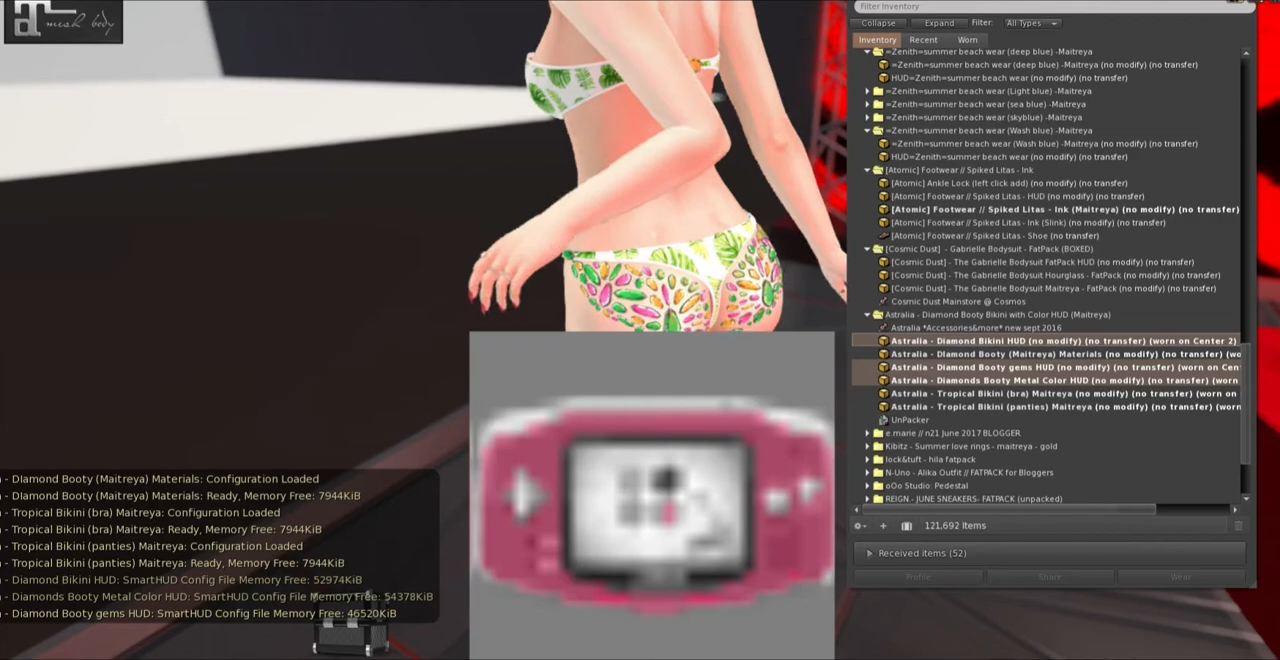 mesh body
Filter Inventory
Collapse Expand Filter: All Types
Inventory Recent Worn
=Zenith=summer beach wear (deep blue) -Maitreya
=Zenith=summer beach wear (deep blue) -Maitreya (no modify) (no transfer)
HUD=Zenith=summer beach wear (no modify) (no transfer)
=Zenith=summer beach wear (Light blue) -Maitreya
=Zenith=summer beach wear (sea blue) -Maitreya
=Zenith=summer beach wear (skyblue) -Maitreya
=Zenith=summer beach wear (Wash blue) -Maitreya
=Zenith=summer beach wear (Wash blue) -Maitreya (no modify) (no transfer)
HUD=Zenith=summer beach wear (no modify) (no transfer)
[Atomic] Footwear // Spiked Litas - Ink
[Atomic] Ankle Lock (left click add) (no modify) (no transfer)
[Atomic] Footwear // Spiked Litas - HUD (no modify) (no transfer)
[Atomic] Footwear // Spiked Litas - Ink (Maitreya) (no modify) (no transfer)
[Atomic] Footwear // Spiked Litas - Ink (Slink) (no modify) (no transfer)
[Atomic] Footwear // Spiked Litas - Shoe (no transfer)
[Cosmic Dust] - Gabrielle Bodysuit - FatPack (BOXED)
[Cosmic Dust] - The Gabrielle Bodysuit FatPack HUD (no modify) (no transfer)
[Cosmic Dust] - The Gabrielle Bodysuit Hourglass - FatPack (no modify) (no transfer)
[Cosmic Dust] - The Gabrielle Bodysuit Maitreya - FatPack (no modify) (no transfer)
Cosmic Dust Mainstore @ Cosmos
Astralia - Diamond Booty Bikini with Color HUD (Maitreya)
Astralia *Accessories&more* new sept 2016
Astralia - Diamond Bikini HUD (no modify) (no transfer) (worn on Center 2)
Astralia - Diamond Booty (Maitreya) Materials (no modify) (no transfer) (wo
Astralia - Diamond Booty gems HUD (no modify) (no transfer) (worn on Cen
Astralia - Diamonds Booty Metal Color HUD (no modify) (no transfer) (worn
Astralia - Tropical Bikini (bra) Maitreya (no modify) (no transfer) (worn on
Astralia - Tropical Bikini (panties) Maitreya (no modify) (no transfer) (worn
UnPacker
e.marie // n21 June 2017 BLOGGER
Kibitz - Summer love rings - maitreya - gold
lock&tuft - hila fatpack
N-Uno - Alika Outfit // FATPACK for Bloggers
oOo Studio: Pedestal
REIGN.- JUNE SNEAKERS- FATPACK (unpacked)
121,692 Items
Received Items (52)
Profile Share Wear
- Diamond Booty (Maitreya) Materials: Configuration Loaded
- Diamond Booty (Maitreya) Materials: Ready, Memory Free: 7944KiB
- Tropical Bikini (bra) Maitreya: Configuration Loaded
- Tropical Bikini (bra) Maitreya: Ready, Memory Free: 7944KiB
- Tropical Bikini (panties) Maitreya: Configuration Loaded
- Tropical Bikini (panties) Maitreya: Ready, Memory Free: 7944KiB
- Diamond Bikini HUD: SmartHUD Config File Memory Free: 52974KiB
- Diamonds Booty Metal Color HUD: SmartHUD Config File Memory Free: 54378KiB
- Diamond Booty gems HUD: SmartHUD Config File Memory Free: 46520KiB